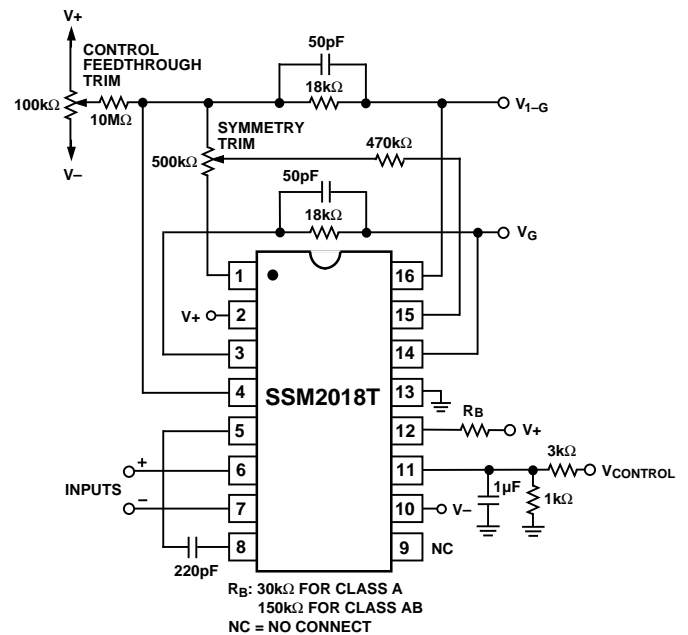 V+
CONTROL
FEEDTHROUGH
TRIM
100kΩ
10MΩ
V–
50pF
18kΩ
V1–G
SYMMETRY
TRIM
500kΩ
470kΩ
50pF
18kΩ
VG
1
16
V+
2
15
3
14
4
SSM2018T
13
5
12
RB
V+
6
11
3kΩ
VCONTROL
INPUTS
+
–
1µF
1kΩ
7
10
V–
8
9
NC
220pF
RB: 30kΩ FOR CLASS A
150kΩ FOR CLASS AB
NC = NO CONNECT